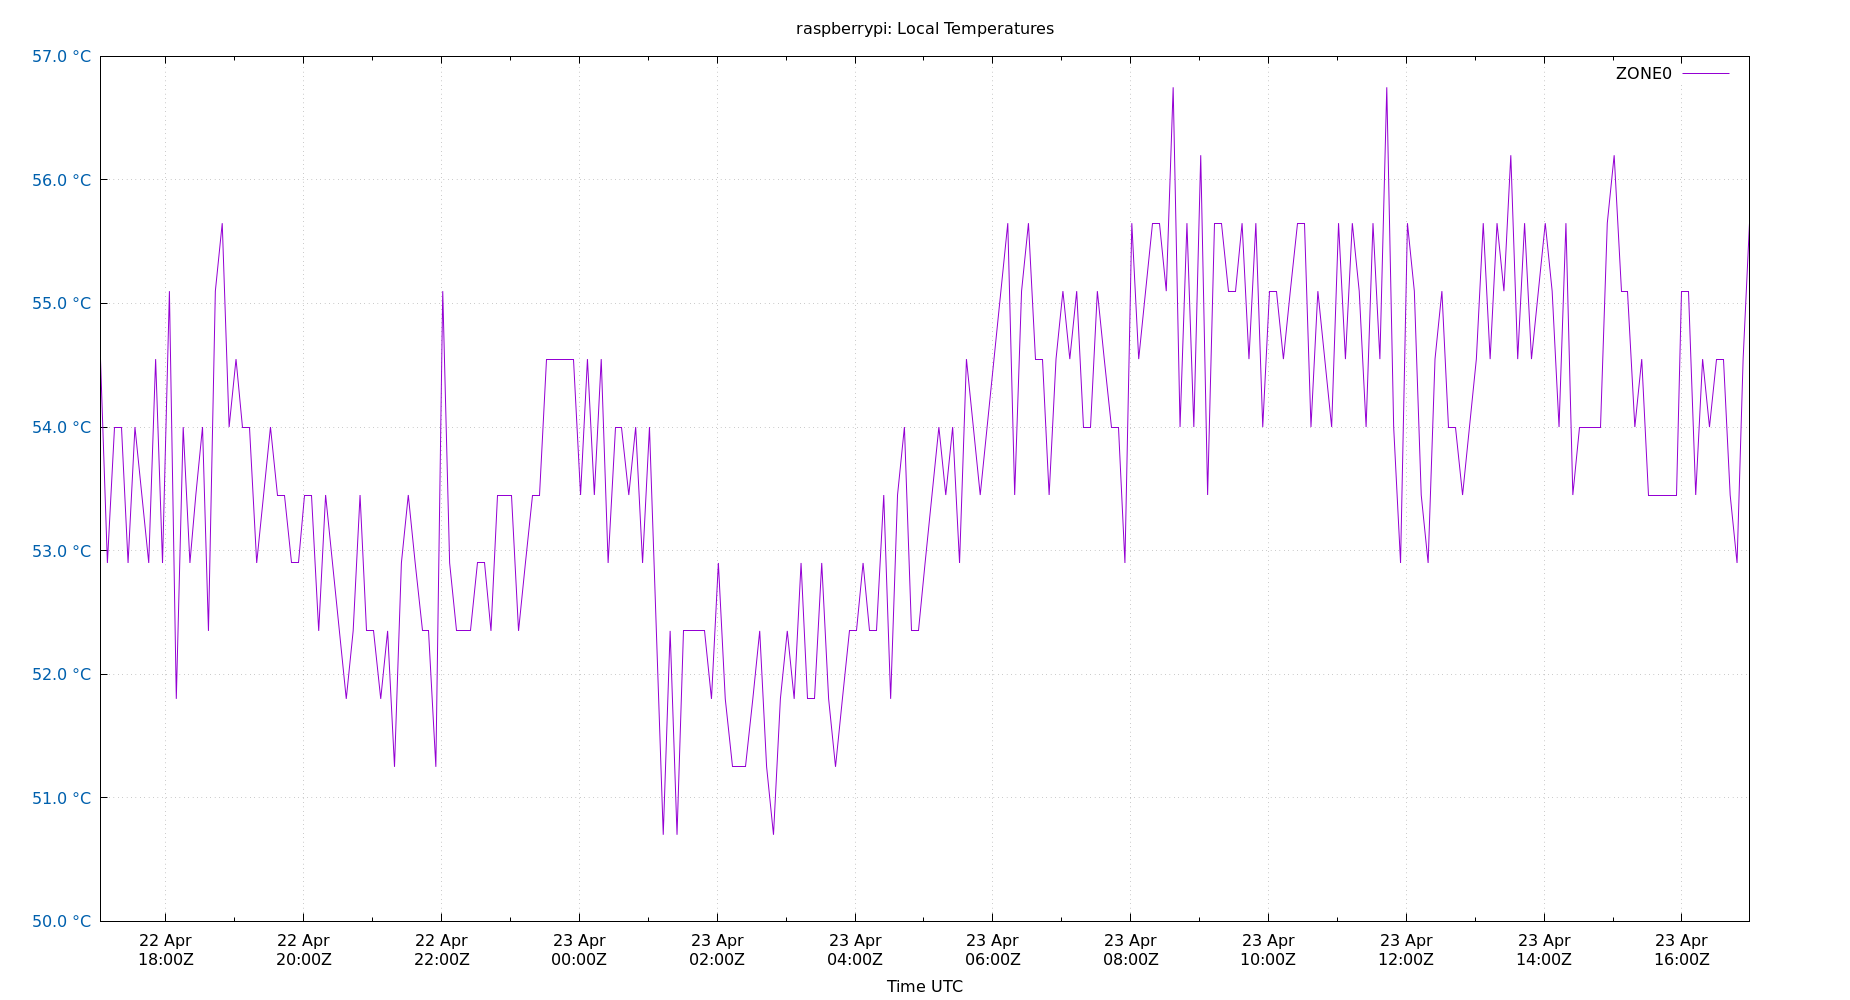 raspberrypi: Local Temperatures
57.0 °C
ZONE0
56.0 °C
55.0 °C
54.0 °C
53.0 °C
52.0 °C
51.0 °C
50.0 °C
22 Apr 22 Apr 22 Apr 23 Apr 23 Apr 23 Apr 23 Apr 23 Apr 23 Apr 23 Apr 23 Apr 23 Apr
18:00Z 20:00Z 22:00Z 00:00Z 02:00Z 04:00Z 06:00Z 08:00Z 10:00Z 12:00Z 14:00Z 16:00Z
Time UTC